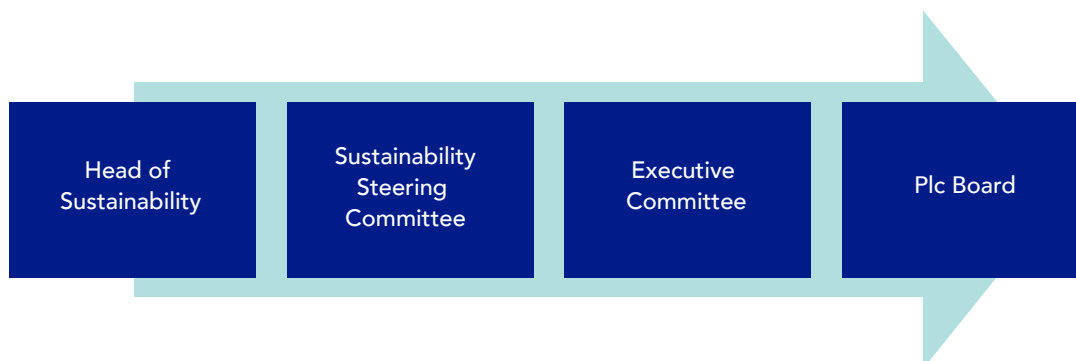 Head of
Sustainability
Sustainability
Steering
Committee
Executive
Committee
Plc Board